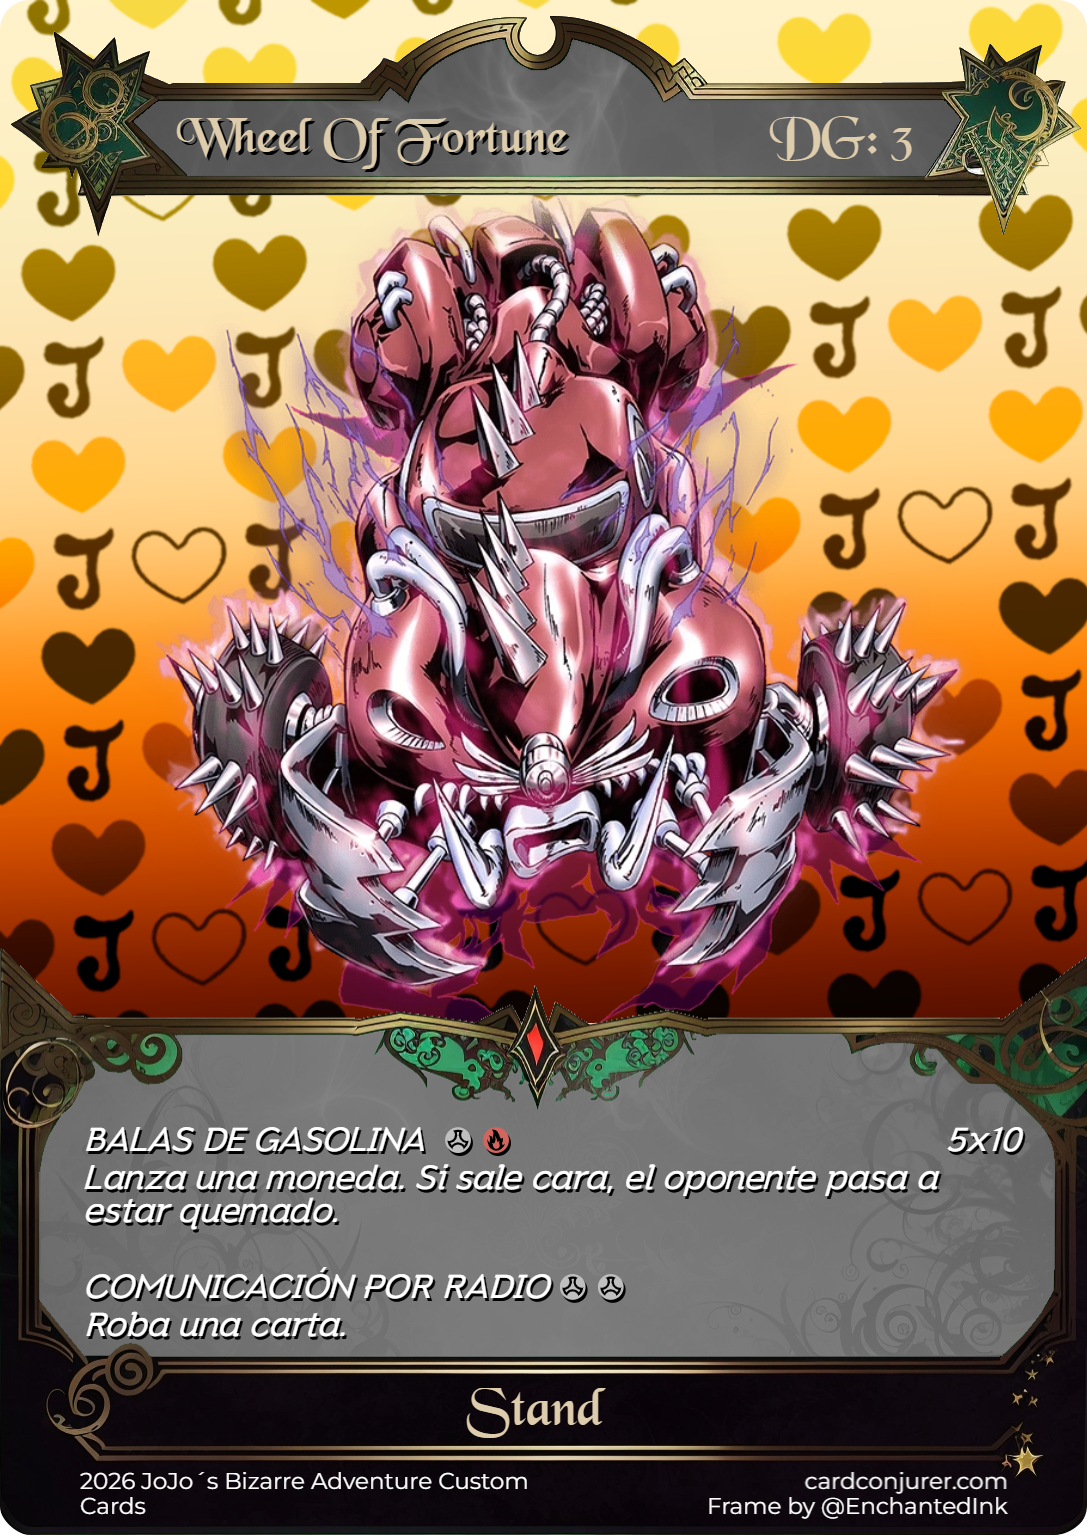 Wheel Of Fortune DG: 3
BALAS DE GASOLINA 5x10
Lanza una moneda. Si sale cara, el oponente pasa a
estar quemado.
COMUNICACIÓN POR RADIO
Roba una carta.
Stand
2026 JoJo´s Bizarre Adventure Custom
Cards
cardconjurer.com
Frame by @EnchantedInk